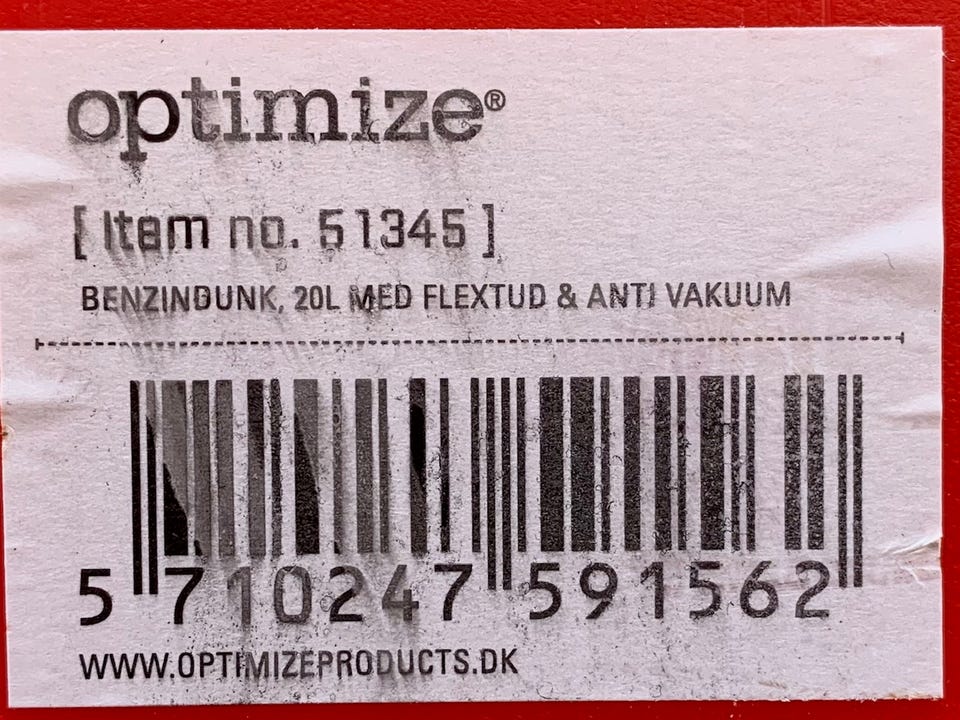 optimize®
[ Item no. 51345 ]
BENZINDUNK, 20L MED FLEXTUD & ANTI VAKUUM
5 710247 591562
WWW.OPTIMIZEPRODUCTS.DK